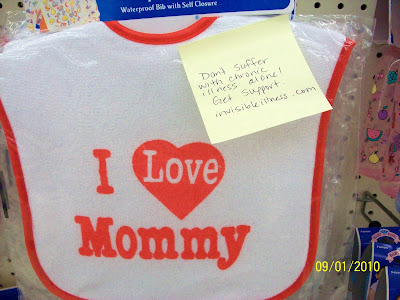 Waterproof Bib with Self Closure
Don't suffer
with chronic
illness alone!
Get support.
invisibleillness.com
I Love
Mommy
09/01/2010